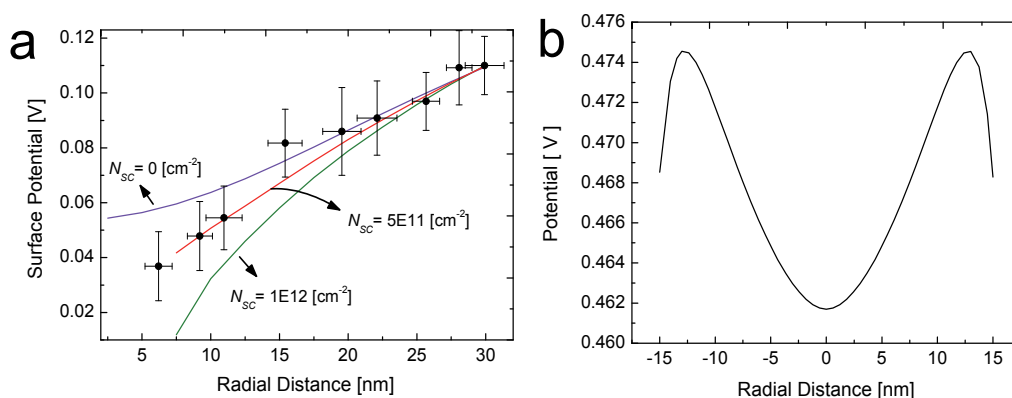 a
Surface Potential [V]
0.12
0.10
0.08
0.06
0.04
0.02
N_SC = 0 [cm^-2]
N_SC = 5E11 [cm^-2]
N_SC = 1E12 [cm^-2]
5 10 15 20 25 30
Radial Distance [nm]
b
Potential [ V ]
0.476
0.474
0.472
0.470
0.468
0.466
0.464
0.462
0.460
-15 -10 -5 0 5 10 15
Radial Distance [nm]